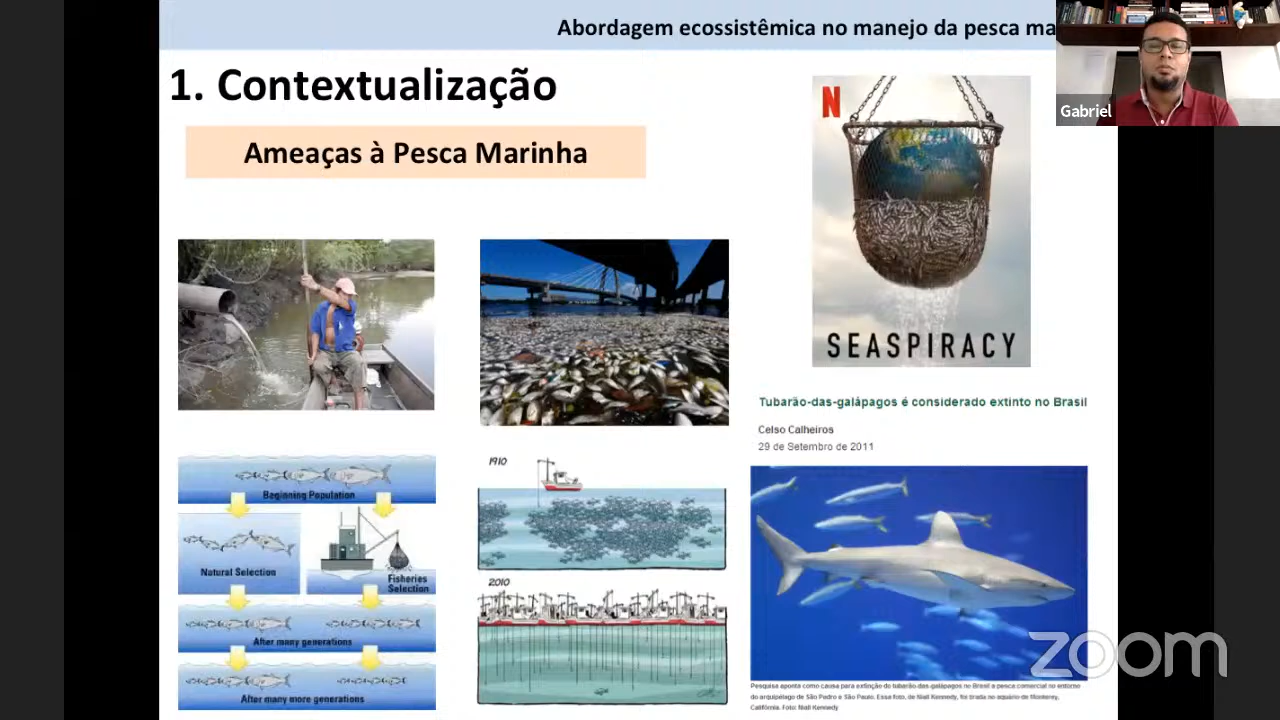 Abordagem ecossistêmica no manejo da pesca ma
Gabriel
1. Contextualização
Ameaças à Pesca Marinha
N
SEASPIRACY
Tubarão-das-galápagos é considerado extinto no Brasil
Celso Calheiros
29 de Setembro de 2011
Beginning Population
Natural Selection
Fisheries
Selection
After many generations
After many more generations
1910
2010
Pesquisa aponta como causa para extinção do tubarão-das-galápagos no Brasil a pesca comercial no entorno
do arquipélago de São Pedro e São Paulo. Essa foto, de Niall Kennedy, foi tirada no aquário de Monterey,
Califórnia. Foto: Niall Kennedy
zoom